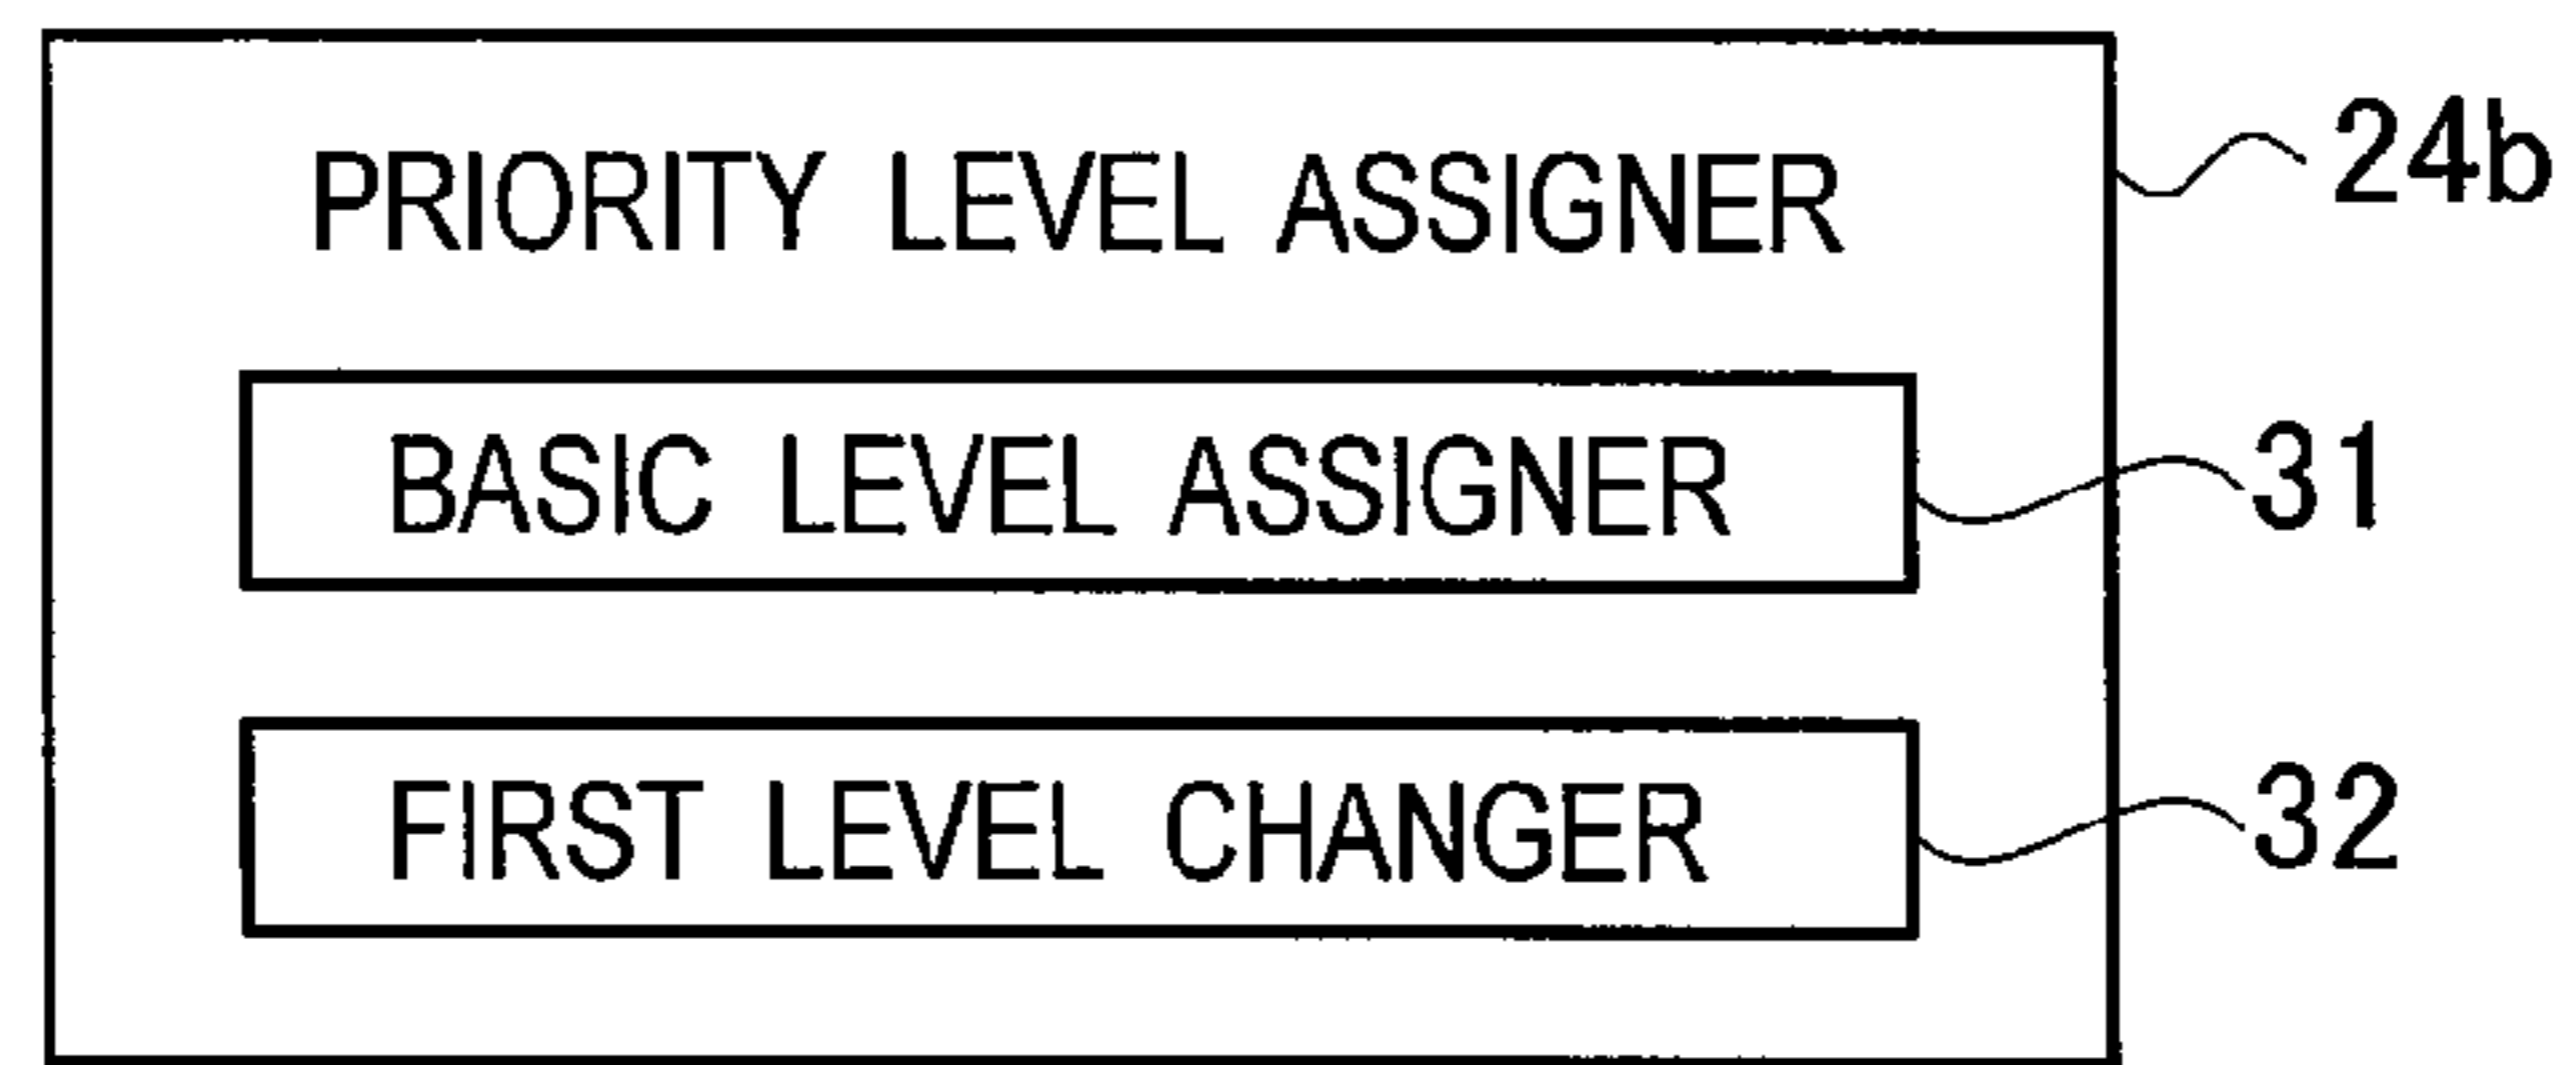 PRIORITY LEVEL ASSIGNER 24b
BASIC LEVEL ASSIGNER 31
FIRST LEVEL CHANGER 32